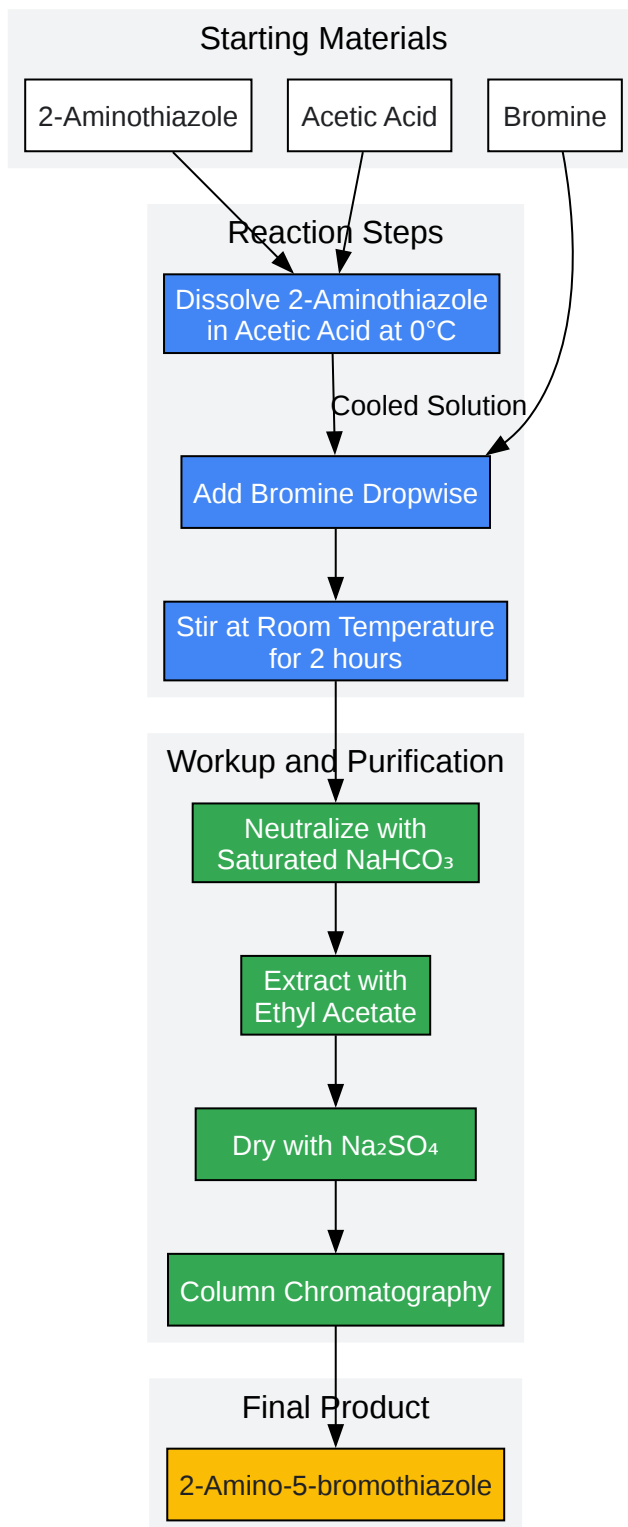 Starting Materials
2-Aminothiazole
Acetic Acid
Bromine
Reaction Steps
Dissolve 2-Aminothiazole
in Acetic Acid at 0°C
Cooled Solution
Add Bromine Dropwise
Stir at Room Temperature
for 2 hours
Workup and Purification
Neutralize with
Saturated NaHCO₃
Extract with
Ethyl Acetate
Dry with Na₂SO₄
Column Chromatography
Final Product
2-Amino-5-bromothiazole